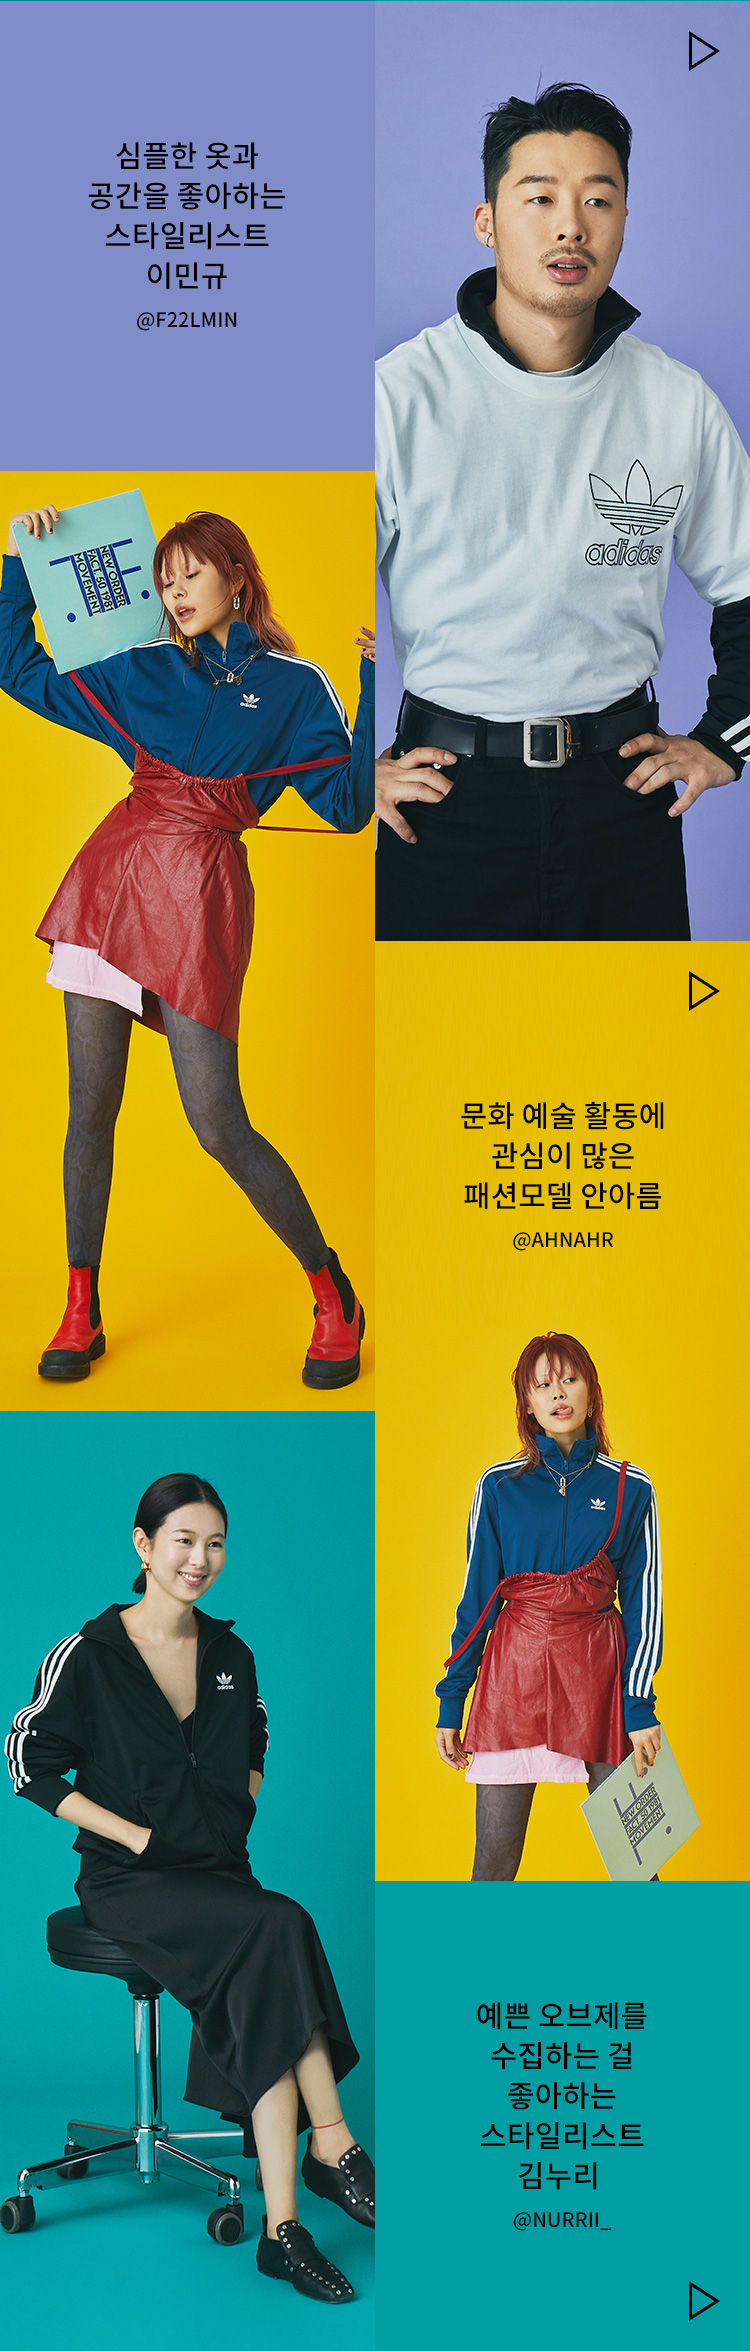 심플한 옷과
공간을 좋아하는
스타일리스트
이민규
@F22LMIN
adidas
NEW ORDER
FACT. 50 1981
MOVEMENT
adidas
문화 예술 활동에
관심이 많은
패션모델 안아름
@AHNAHR
adidas
NEW ORDER
FACT. 50 1981
MOVEMENT
adidas
예쁜 오브제를
수집하는 걸
좋아하는
스타일리스트
김누리
@NURRII_